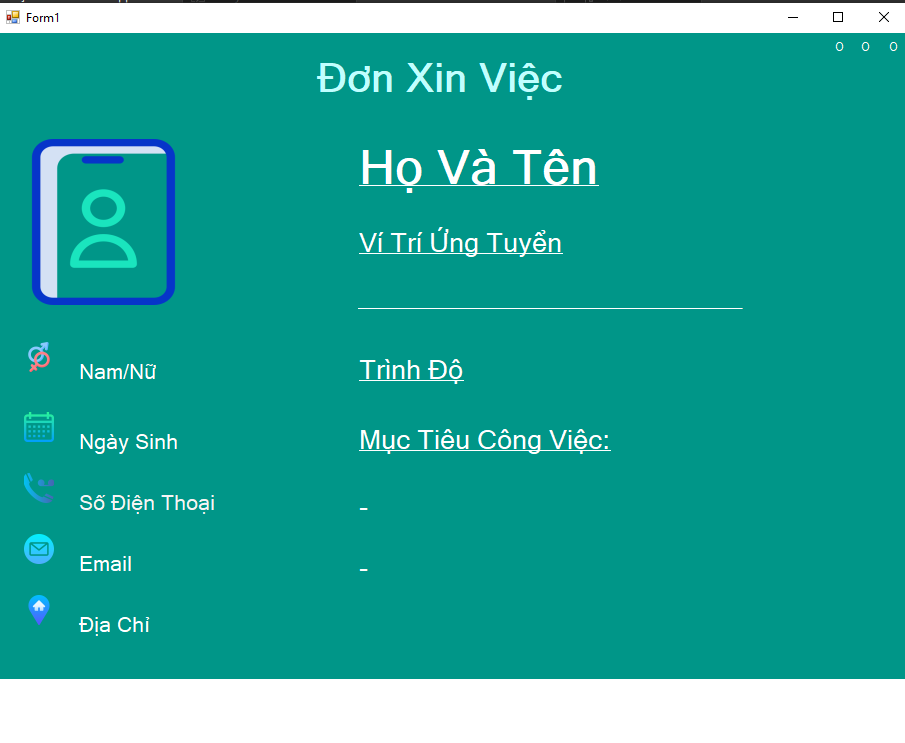 Form1
0 0 0
Đơn Xin Việc
Họ Và Tên
Ví Trí Ứng Tuyển
Nam/Nữ
Ngày Sinh
Số Điện Thoại
Email
Địa Chỉ
Trình Độ
Mục Tiêu Công Việc:
-
-